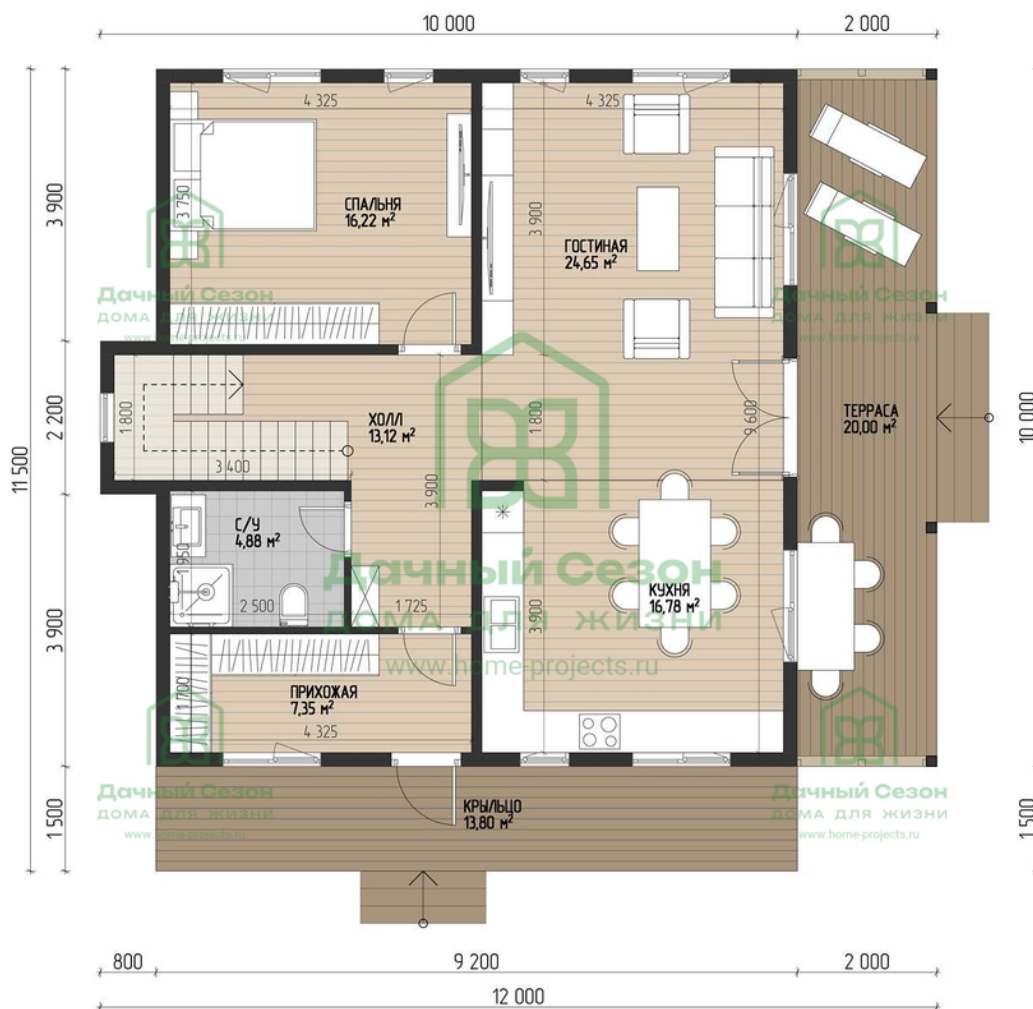 10 000
2 000
4 325
4 325
3 900
3 750
СПАЛЬНЯ
16,22 м²
3 900
ГОСТИНАЯ
24,65 м²
Дачный Сезон
ДОМА ДЛЯ ЖИЗНИ
www.home-projects.ru
Дачный Сезон
ДОМА ДЛЯ ЖИЗНИ
www.home-projects.ru
11 500
2 200
1 800
ХОЛЛ
13,12 м²
1 800
9 600
ТЕРРАСА
20,00 м²
10 000
3 400
3 900
С/У
4,88 м²
950
2 500
1 725
Дачный Сезон
ДОМА ДЛЯ ЖИЗНИ
www.home-projects.ru
3 900
3 900
КУХНЯ
16,78 м²
1 700
ПРИХОЖАЯ
7,35 м²
4 325
Дачный Сезон
ДОМА ДЛЯ ЖИЗНИ
www.home-projects.ru
1 500
КРЫЛЬЦО
13,80 м²
Дачный Сезон
ДОМА ДЛЯ ЖИЗНИ
www.home-projects.ru
1 500
800
9 200
2 000
12 000